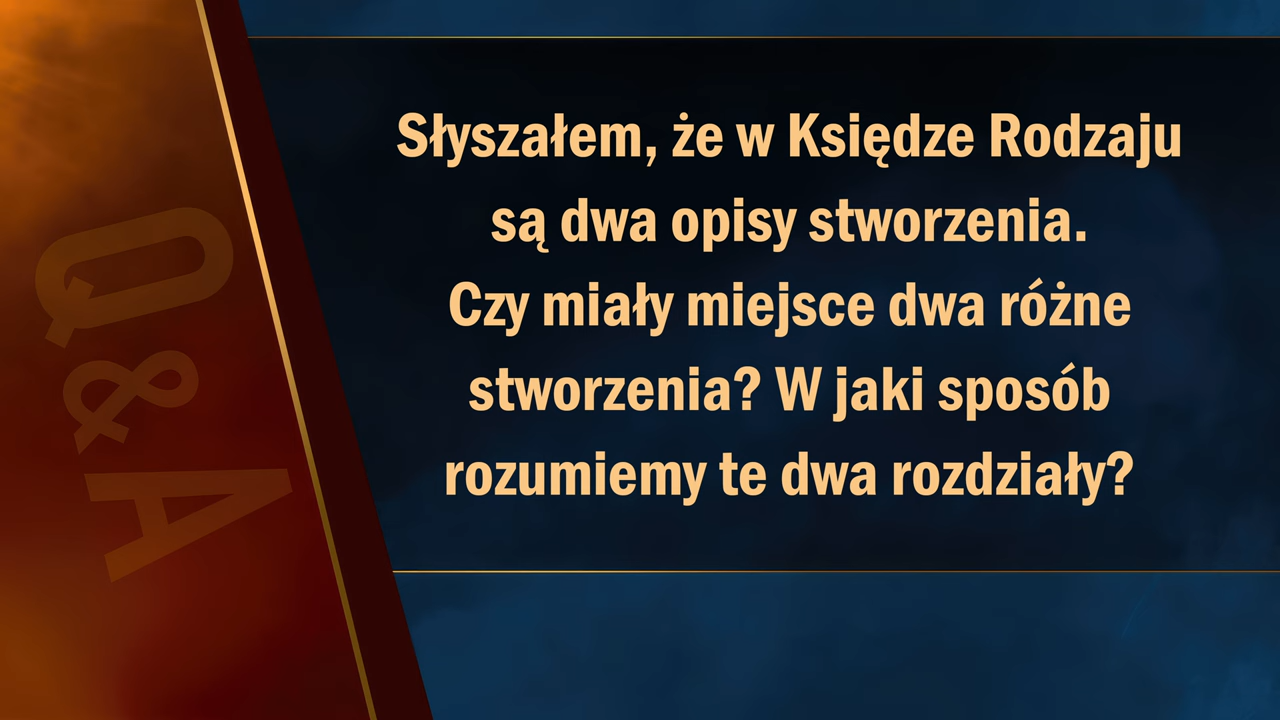 Q&A
Słyszałem, że w Księdze Rodzaju
są dwa opisy stworzenia.
Czy miały miejsce dwa różne
stworzenia? W jaki sposób
rozumiemy te dwa rozdziały?